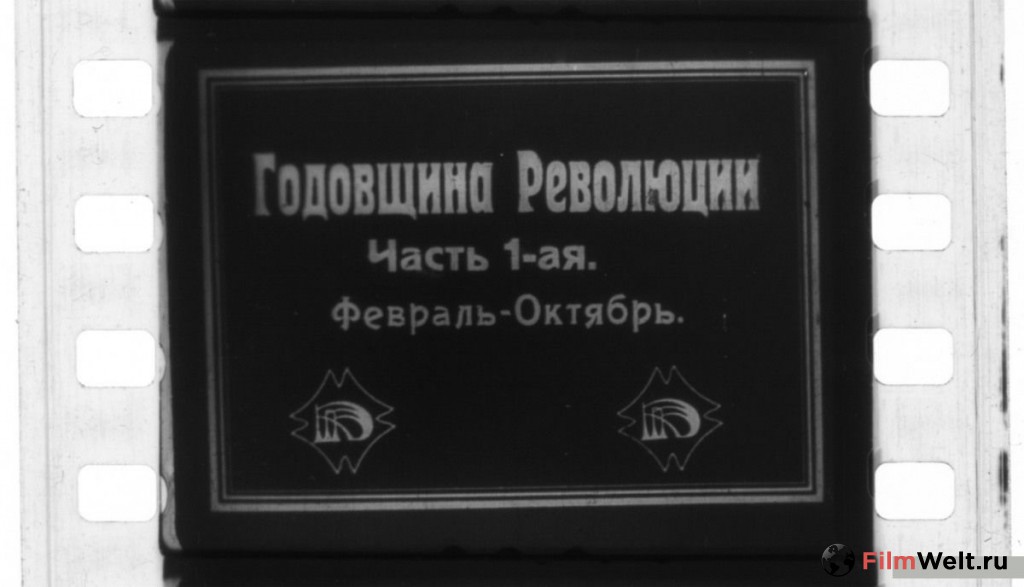 Годовщина Революции
Часть 1-ая.
Февраль-Октябрь.
FilmWelt.ru